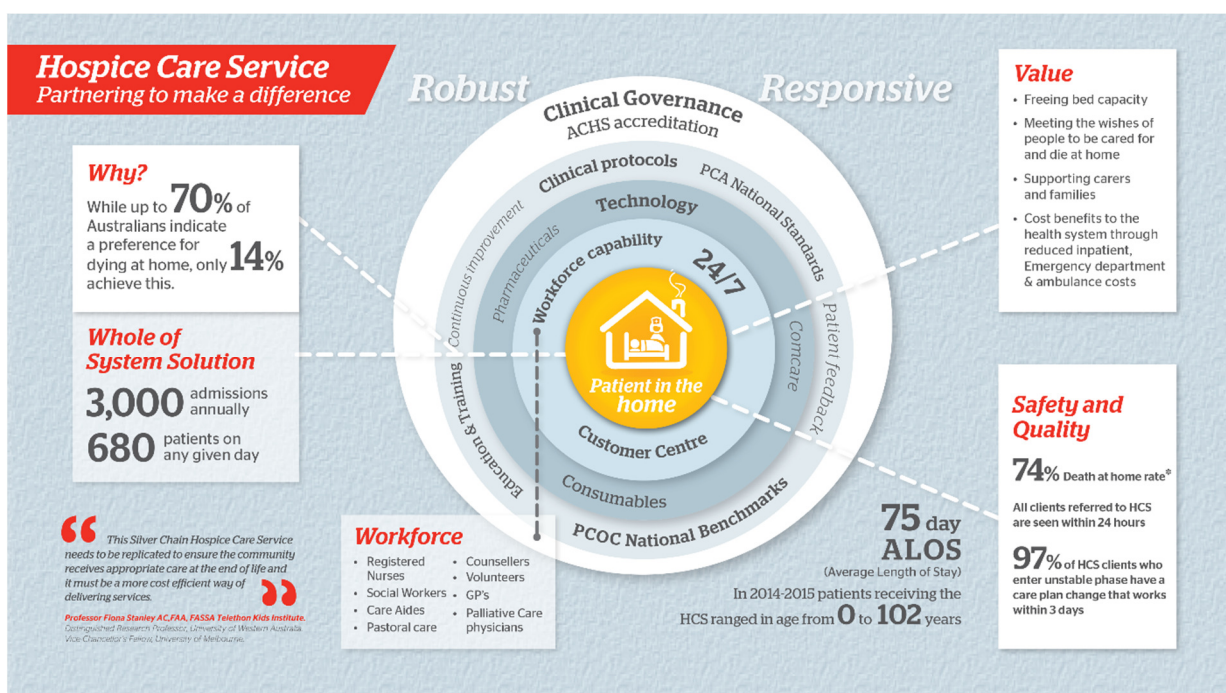 Hospice Care Service
Partnering to make a difference
Robust
Responsive
Why?
While up to 70% of
Australians indicate
a preference for
dying at home, only 14%
achieve this.
Whole of
System Solution
3,000 admissions
annually
680 patients on
any given day
This Silver Chain Hospice Care Service
needs to be replicated to ensure the community
receives appropriate care at the end of life and
it must be a more cost efficient way of
delivering services.
Professor Fiona Stanley AC,FAA, FASSA Telethon Kids Institute.
Distinguished Research Professor, University of Western Australia
Vice Chancellor's Fellow, University of Melbourne.
Clinical Governance
ACHS accreditation
Clinical protocols
PCA National Standards
Continuous improvement
Patient feedback
Education & Training
PCOC National Benchmarks
Technology
Pharmaceuticals
Comcare
Consumables
Workforce capability
24/7
Customer Centre
Patient in the
home
Workforce
• Registered
Nurses
• Social Workers
• Care Aides
• Pastoral care
• Counsellers
• Volunteers
• GP's
• Palliative Care
physicians
75 day
ALOS
(Average Length of Stay)
In 2014-2015 patients receiving the
HCS ranged in age from 0 to 102 years
Value
• Freeing bed capacity
• Meeting the wishes of
people to be cared for
and die at home
• Supporting carers
and families
• Cost benefits to the
health system through
reduced inpatient,
Emergency department
& ambulance costs
Safety and
Quality
74% Death at home rate*
All clients referred to HCS
are seen within 24 hours
97% of HCS clients who
enter unstable phase have a
care plan change that works
within 3 days